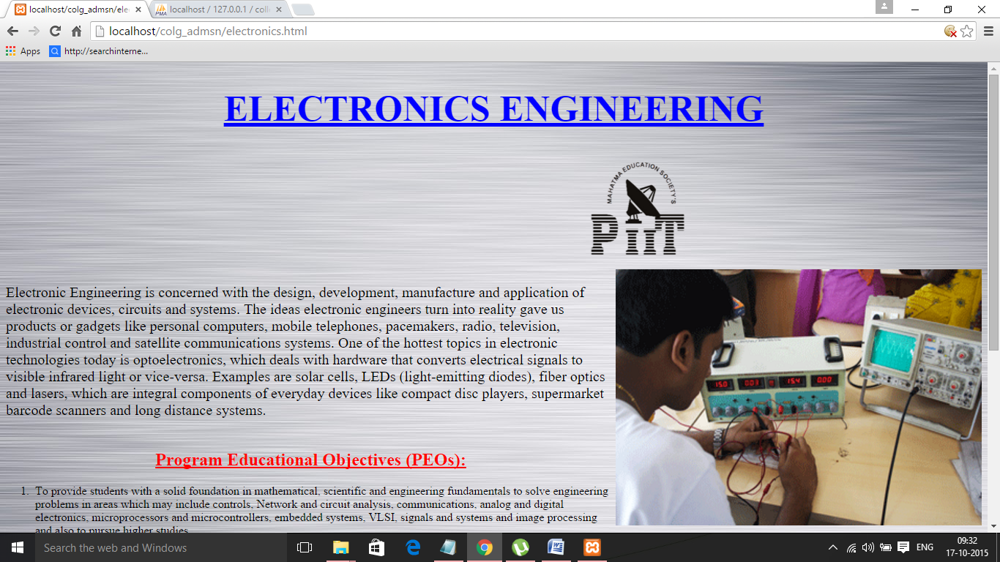 localhost/colg_admsn/ele
localhost / 127.0.0.1 / coll
localhost/colg_admsn/electronics.html
Apps
http://searchinterne...
ELECTRONICS ENGINEERING
MAHATMA EDUCATION SOCIETY'S
PIIT
Electronic Engineering is concerned with the design, development, manufacture and application of
electronic devices, circuits and systems. The ideas electronic engineers turn into reality gave us
products or gadgets like personal computers, mobile telephones, pacemakers, radio, television,
industrial control and satellite communications systems. One of the hottest topics in electronic
technologies today is optoelectronics, which deals with hardware that converts electrical signals to
visible infrared light or vice-versa. Examples are solar cells, LEDs (light-emitting diodes), fiber optics
and lasers, which are integral components of everyday devices like compact disc players, supermarket
barcode scanners and long distance systems.
15.0 0.03 15.4 0.00
Program Educational Objectives (PEOs):
1. To provide students with a solid foundation in mathematical, scientific and engineering fundamentals to solve engineering
problems in areas which may include controls, Network and circuit analysis, communications, analog and digital
electronics, microprocessors and microcontrollers, embedded systems, VLSI, signals and systems and image processing
and also to pursue higher studies
Search the web and Windows
ENG
09:32
17-10-2015